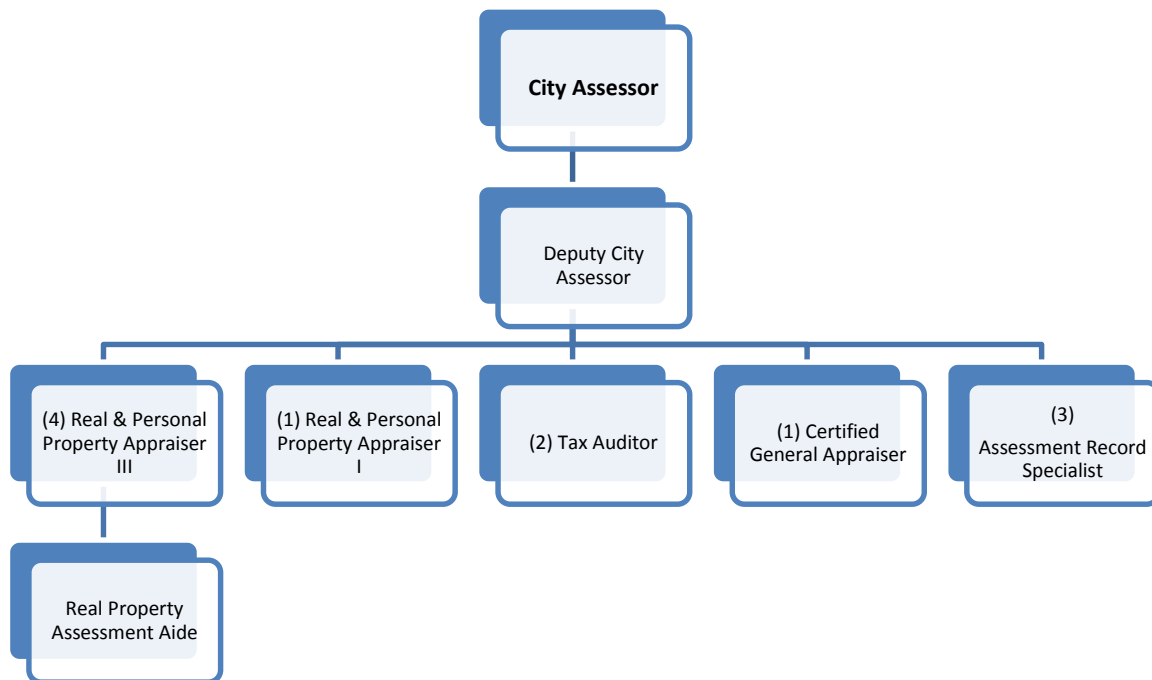 City Assessor
Deputy City
Assessor
(4) Real & Personal
Property Appraiser
III
(1) Real & Personal
Property Appraiser
I
(2) Tax Auditor
(1) Certified
General Appraiser
(3)
Assessment Record
Specialist
Real Property
Assessment Aide